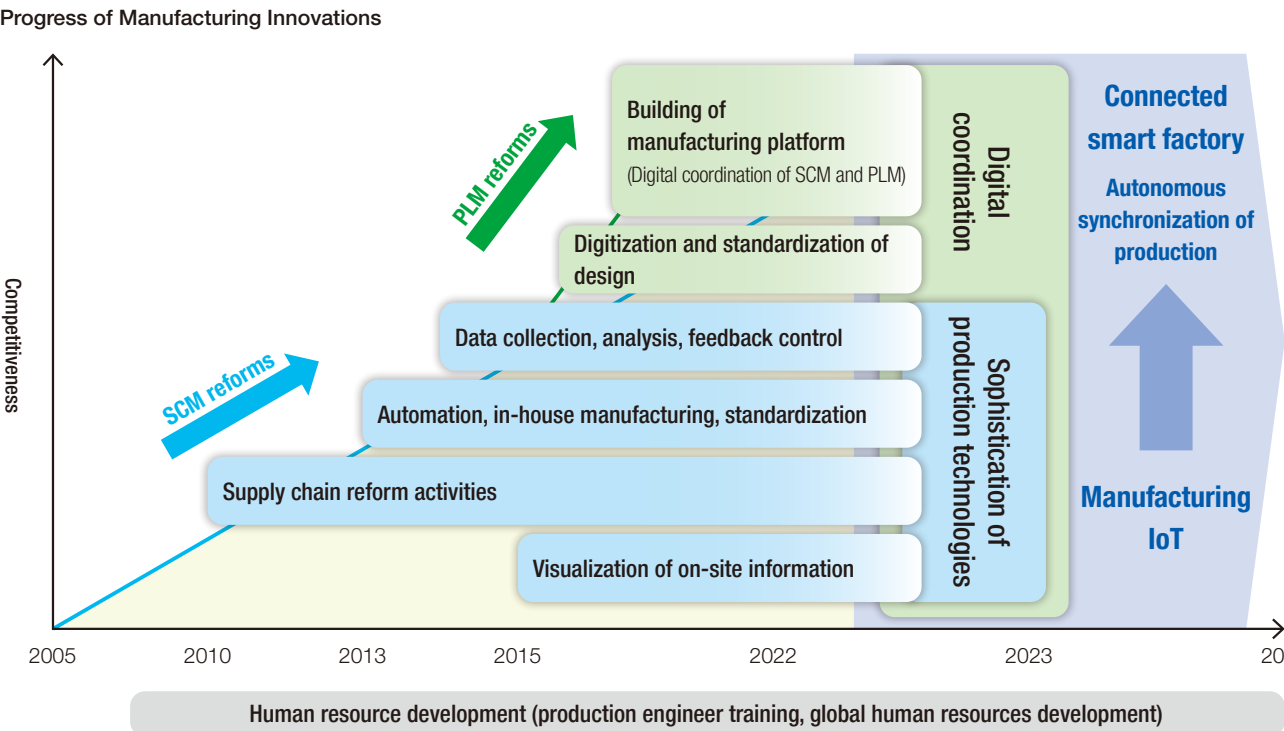 Progress of Manufacturing Innovations
Competitiveness
PLM reforms
SCM reforms
Building of
manufacturing platform
(Digital coordination of SCM and PLM)
Digitization and standardization of
design
Data collection, analysis, feedback control
Automation, in-house manufacturing, standardization
Supply chain reform activities
Visualization of on-site information
Digital
coordination
Sophistication of
production technologies
Connected
smart factory
Autonomous
synchronization of
production
Manufacturing
IoT
2005 2010 2013 2015 2022 2023 20
Human resource development (production engineer training, global human resources development)